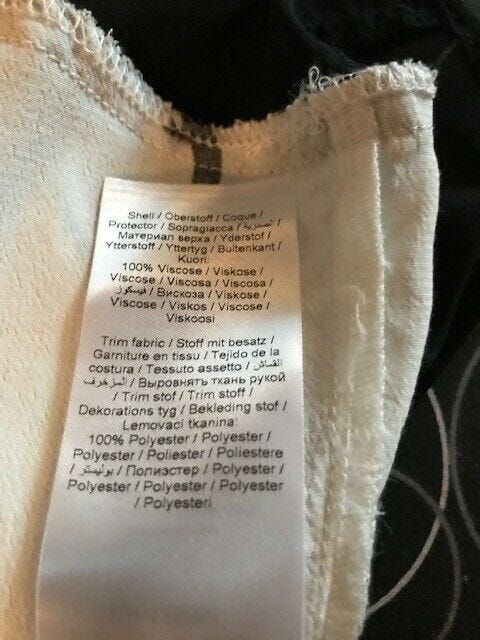 Shell / Oberstoff / Coque /
Protector / Sopragiacca / الصدرية /
Материал верха / Yderstof /
Ytterstoff / Yttertyg / Buitenkant /
Kuori:
100% Viscose / Viskose /
Viscose / Viscosa / Viscosa /
فيسكوز / Вискоза / Viskose /
Viscose / Viskos / Viscose /
Viskoosi
Trim fabric / Stoff mit besatz /
Garniture en tissu / Tejido de la
costura / Tessuto assetto / القماش
المزخرف / Выровнять ткань рукой
/ Trim stof / Trim stoff /
Dekorations tyg / Bekleding stof /
Lemovací tkanina:
100% Polyester / Polyester /
Polyester / Poliester / Poliestere
/ بوليستر / Полиэстер / Polyester /
Polyester / Polyester / Polyester
/ Polyesteri